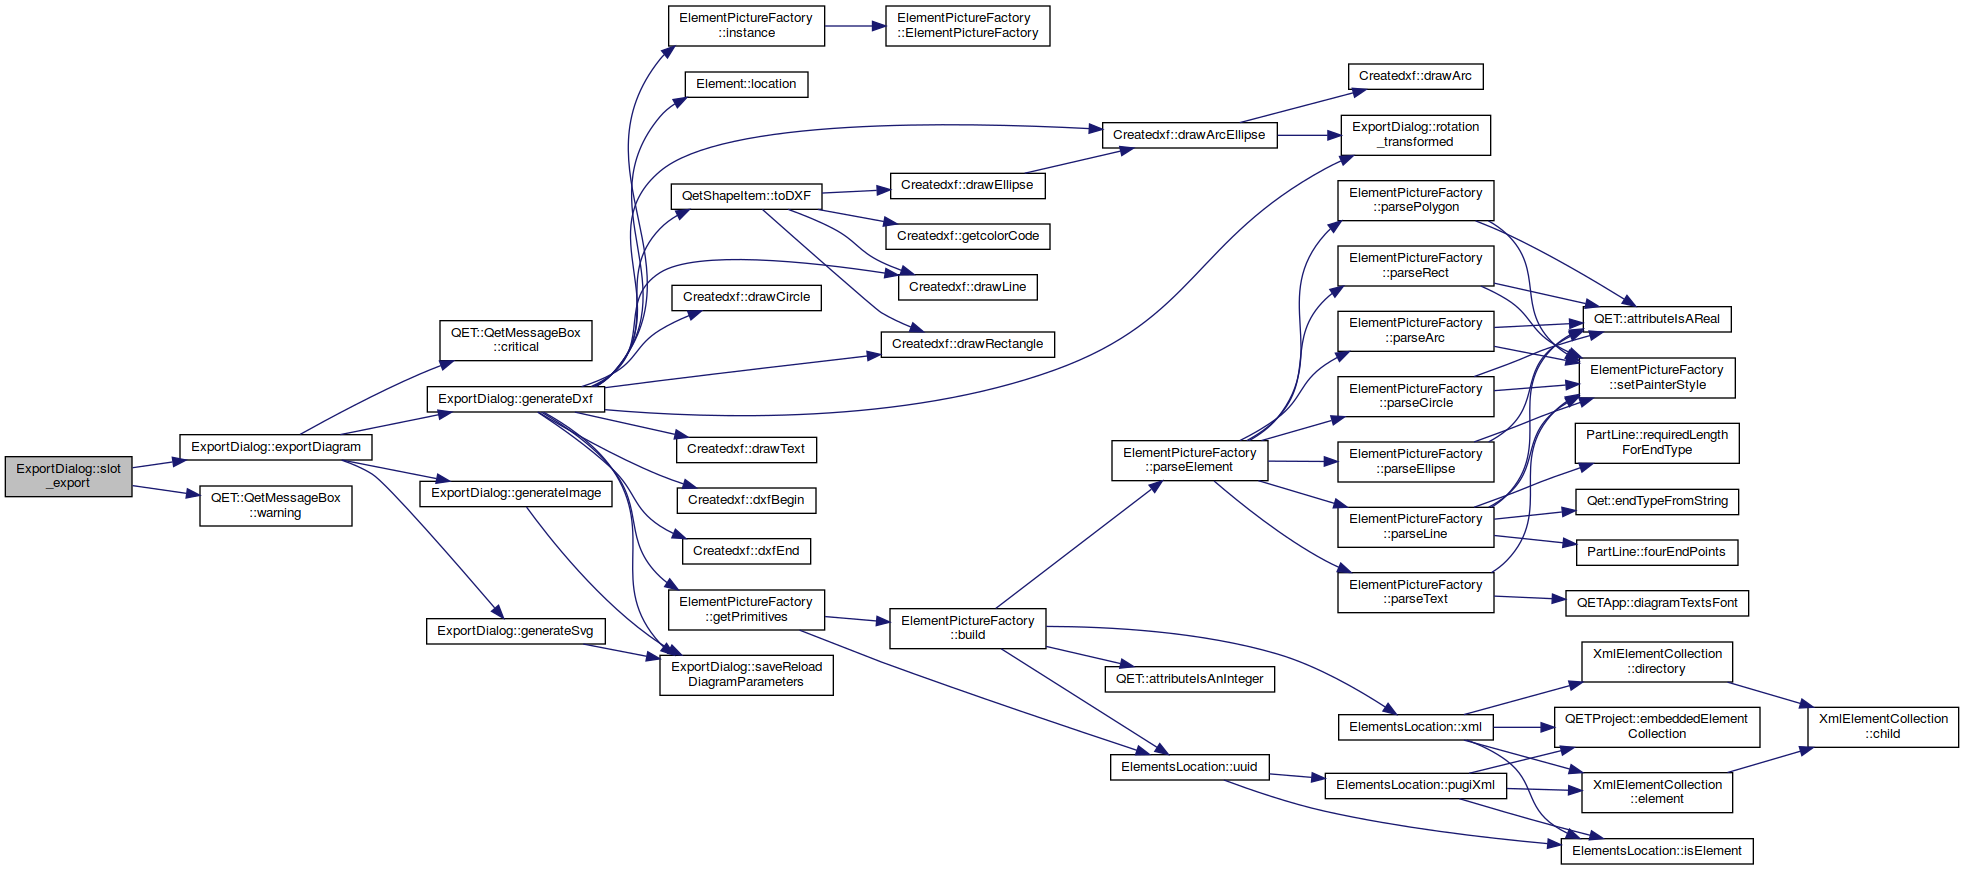 ExportDialog::slot
_export
ExportDialog::exportDiagram
QET::QetMessageBox
::warning
QET::QetMessageBox
::critical
ExportDialog::generateDxf
ExportDialog::generateImage
ExportDialog::generateSvg
ElementPictureFactory
::instance
Element::location
QetShapeItem::toDXF
Createdxf::drawCircle
Createdxf::drawText
Createdxf::dxfBegin
Createdxf::dxfEnd
ElementPictureFactory
::getPrimitives
ExportDialog::saveReload
DiagramParameters
ElementPictureFactory
::ElementPictureFactory
Createdxf::drawEllipse
Createdxf::getcolorCode
Createdxf::drawLine
Createdxf::drawRectangle
ElementPictureFactory
::build
Createdxf::drawArcEllipse
ElementPictureFactory
::parseElement
QET::attributeIsAnInteger
ElementsLocation::uuid
Createdxf::drawArc
ExportDialog::rotation
_transformed
ElementPictureFactory
::parsePolygon
ElementPictureFactory
::parseRect
ElementPictureFactory
::parseArc
ElementPictureFactory
::parseCircle
ElementPictureFactory
::parseEllipse
ElementPictureFactory
::parseLine
ElementPictureFactory
::parseText
ElementsLocation::xml
ElementsLocation::pugiXml
QET::attributeIsAReal
ElementPictureFactory
::setPainterStyle
PartLine::requiredLength
ForEndType
Qet::endTypeFromString
PartLine::fourEndPoints
QETApp::diagramTextsFont
XmlElementCollection
::directory
QETProject::embeddedElement
Collection
XmlElementCollection
::element
ElementsLocation::isElement
XmlElementCollection
::child